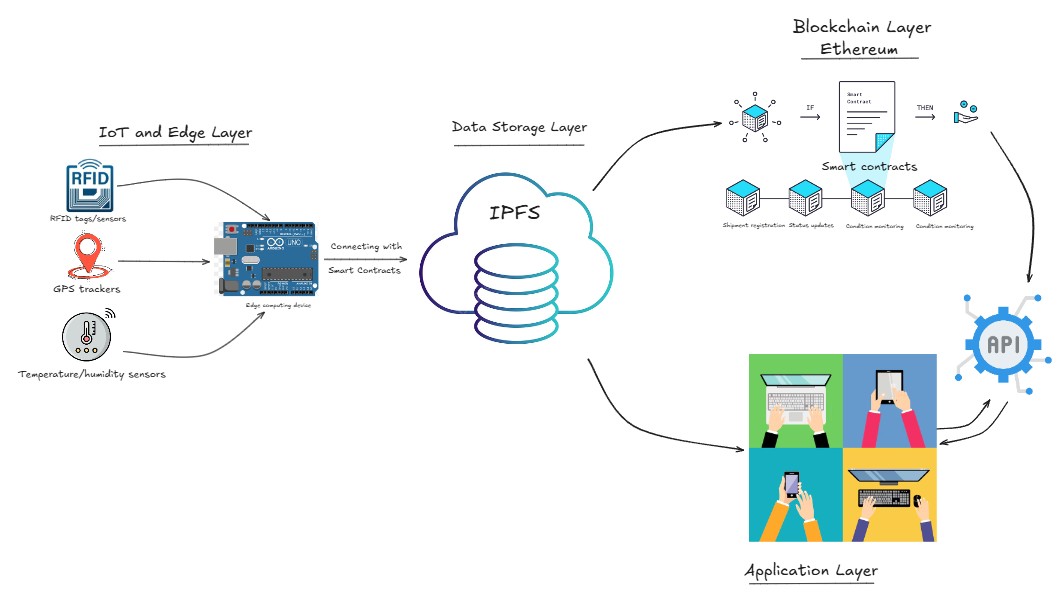 Blockchain Layer
Ethereum
IoT and Edge Layer
Data Storage Layer
RFID
RFID tags/sensors
GPS trackers
Temperature/humidity sensors
UNO
ARDUINO
Edge computing device
Connecting with
Smart Contracts
IPFS
IF
Smart
Contract
THEN
Smart contracts
Shipment registration
Status updates
Condition monitoring
Condition monitoring
API
Application Layer